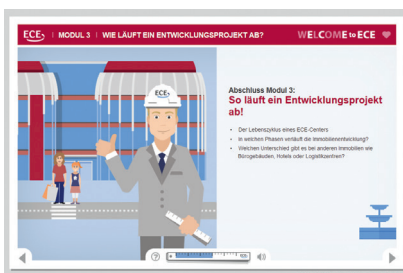 ECE | MODUL 3 | WIE LÄUFT EIN ENTWICKLUNGSPROJEKT AB? WELCOME to ECE
ECE
Abschluss Modul 3:
So läuft ein Entwicklungsprojekt
ab!
• Der Lebenszyklus eines ECE-Centers
• In welchen Phasen verläuft die Immobilienentwicklung?
• Welchen Unterschied gibt es bei anderen Immobilien wie
Bürogebäuden, Hotels oder Logistikzentren?
?